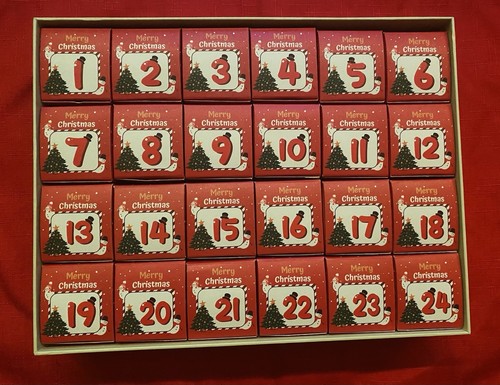 Merry
Christmas
1
Merry
Christmas
2
Merry
Christmas
3
Merry
Christmas
4
Merry
Christmas
5
Merry
Christmas
6
Merry
Christmas
7
Merry
Christmas
8
Merry
Christmas
9
Merry
Christmas
10
Merry
Christmas
11
Merry
Christmas
12
Merry
Christmas
13
Merry
Christmas
14
Merry
Christmas
15
Merry
Christmas
16
Merry
Christmas
17
Merry
Christmas
18
Merry
Christmas
19
Merry
Christmas
20
Merry
Christmas
21
Merry
Christmas
22
Merry
Christmas
23
Merry
Christmas
24